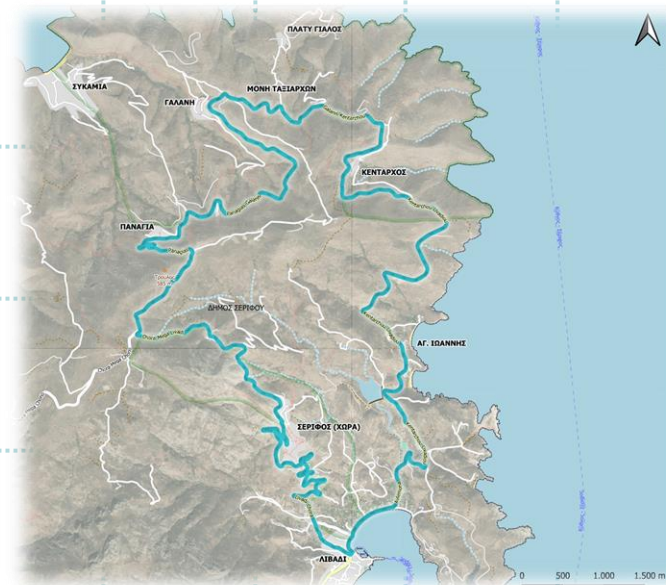 ΠΛΑΤΥ ΓΙΑΛΟΣ
ΣΥΚΑΜΙΑ
ΜΟΝΗ ΤΑΞΙΑΡΧΩΝ
ΓΑΛΑΝΗ
ΚΕΝΤΑΡΧΟΣ
ΠΑΝΑΓΙΑ
ΔΗΜΟΣ ΣΕΡΙΦΟΥ
ΑΓ. ΙΩΑΝΝΗΣ
ΣΕΡΙΦΟΣ (ΧΩΡΑ)
ΛΙΒΑΔΙ
0 500 1.000 1.500 m